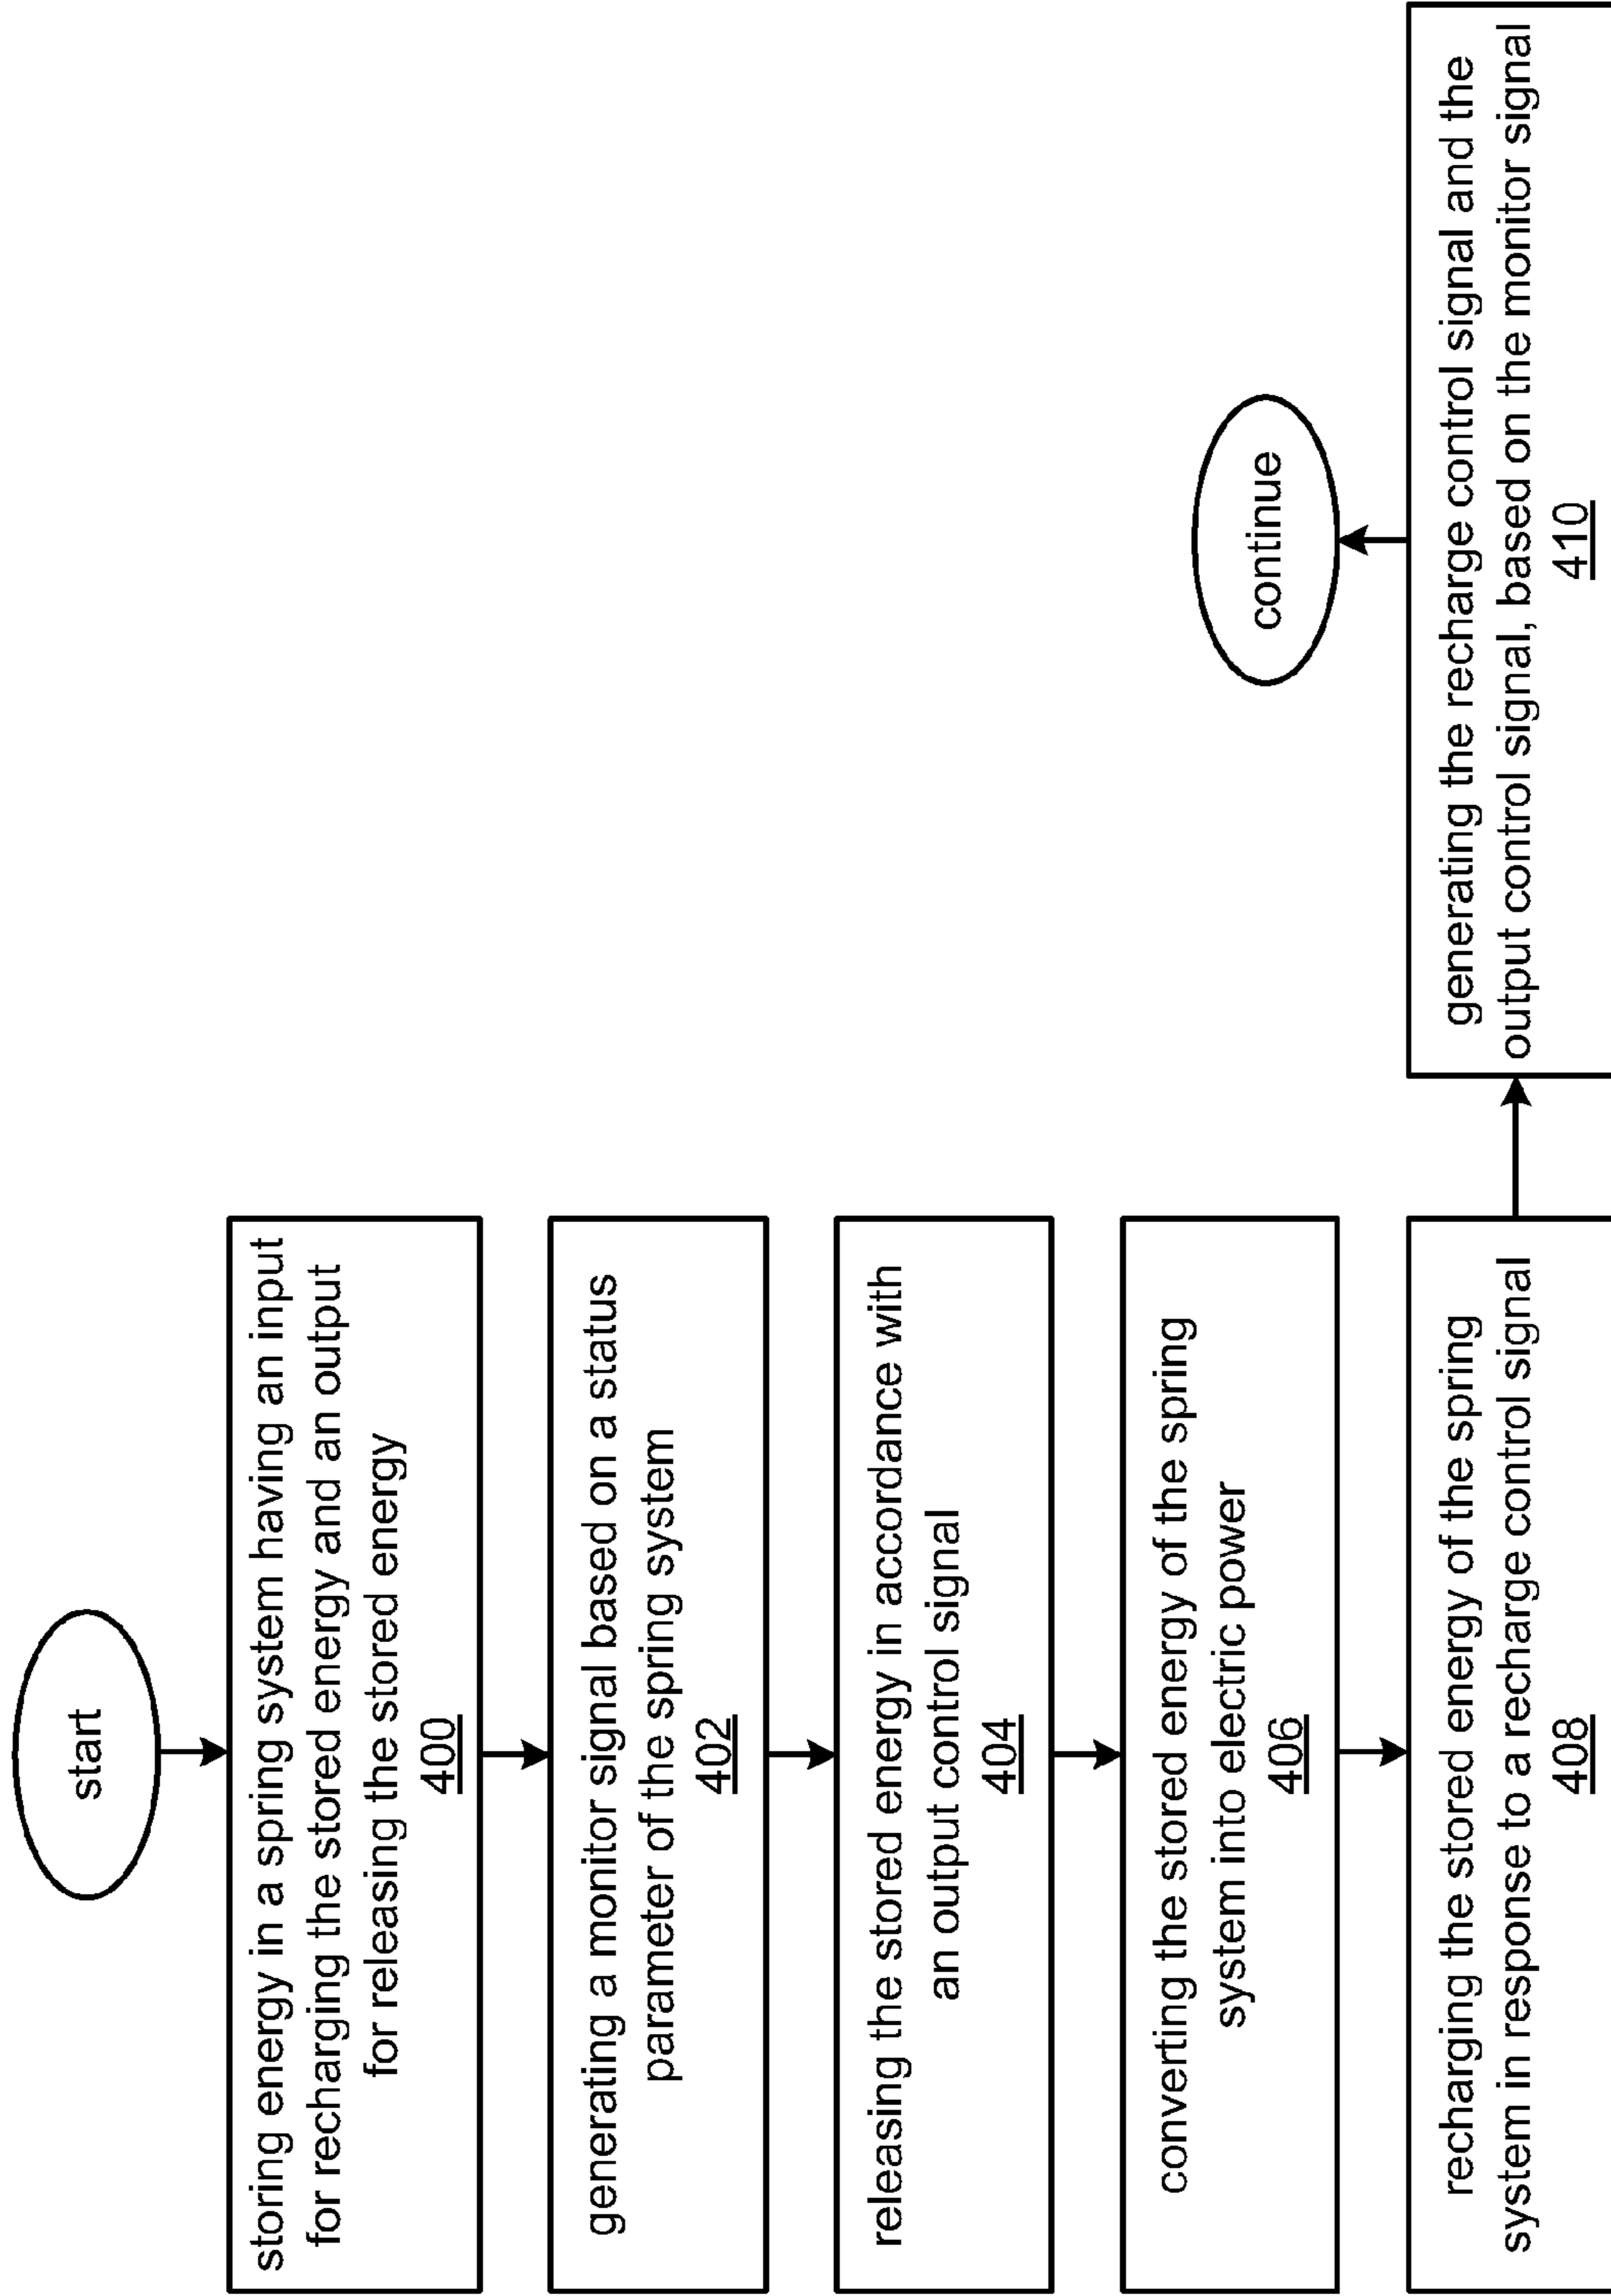 start
storing energy in a spring system having an input
for recharging the stored energy and an output
for releasing the stored energy
400
generating a monitor signal based on a status
parameter of the spring system
402
releasing the stored energy in accordance with
an output control signal
404
converting the stored energy of the spring
system into electric power
406
recharging the stored energy of the spring
system in response to a recharge control signal
408
generating the recharge control signal and the
output control signal, based on the monitor signal
410
continue